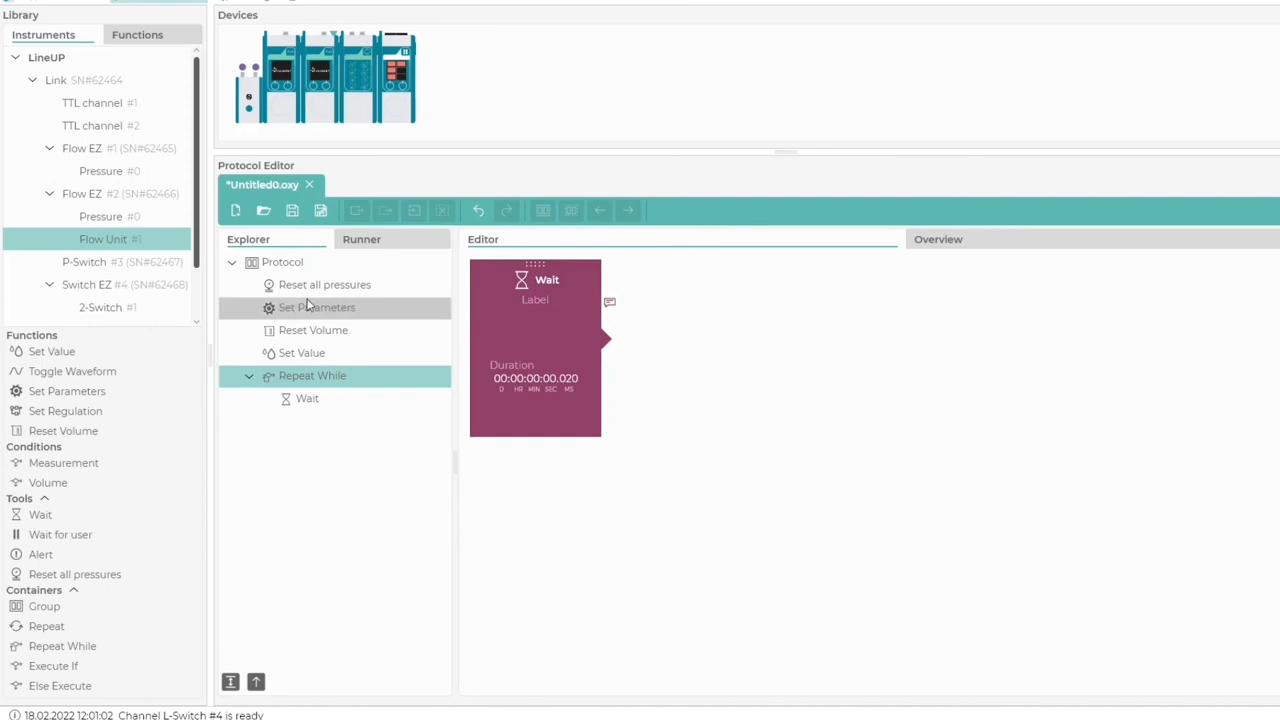 Library
Instruments
Functions
LineUP
Link SN#62464
TTL channel #1
TTL channel #2
Flow EZ #1 (SN#62465)
Pressure #0
Flow EZ #2 (SN#62466)
Pressure #0
Flow Unit #1
P-Switch #3 (SN#62467)
Switch EZ #4 (SN#62468)
2-Switch #1
Functions
Set Value
Toggle Waveform
Set Parameters
Set Regulation
Reset Volume
Conditions
Measurement
Volume
Tools
Wait
Wait for user
Alert
Reset all pressures
Containers
Group
Repeat
Repeat While
Execute If
Else Execute
Devices
Protocol Editor
*Untitled0.oxy
Explorer
Runner
Protocol
Reset all pressures
Set Parameters
Reset Volume
Set Value
Repeat While
Wait
Editor
Overview
Wait
Label
Duration
00:00:00:00.020
D HR MIN SEC MS
18.02.2022 12:01:02 Channel L-Switch #4 is ready